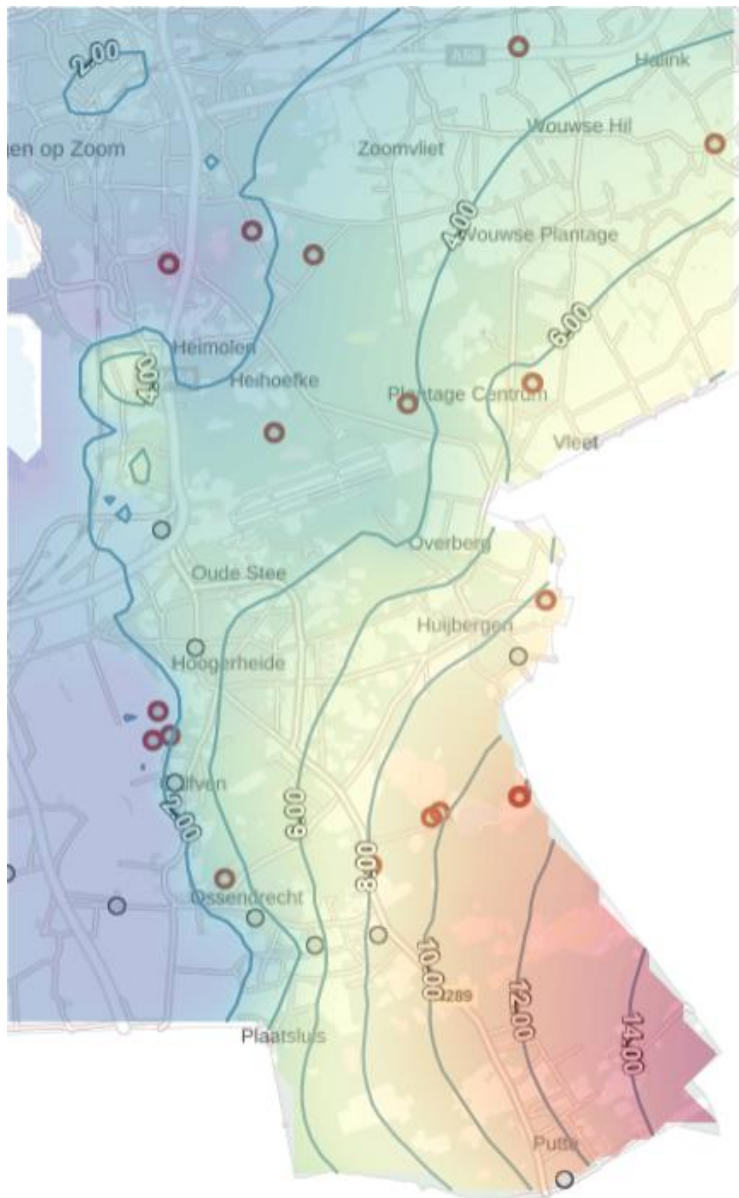 2.00
A58
Halink
Wouwse Hil
en op Zoom
Zoomvliet
4.00
Wouwse Plantage
6.00
Heimolen
4.00
Heihoefke
Plantage Centrum
Vleet
Overberg
Oude Stee
Huijbergen
Hoogerheide
2.00
6.00
8.00
Ossendrecht
10.00
N289
12.00
14.00
Plaatsluis
Putte